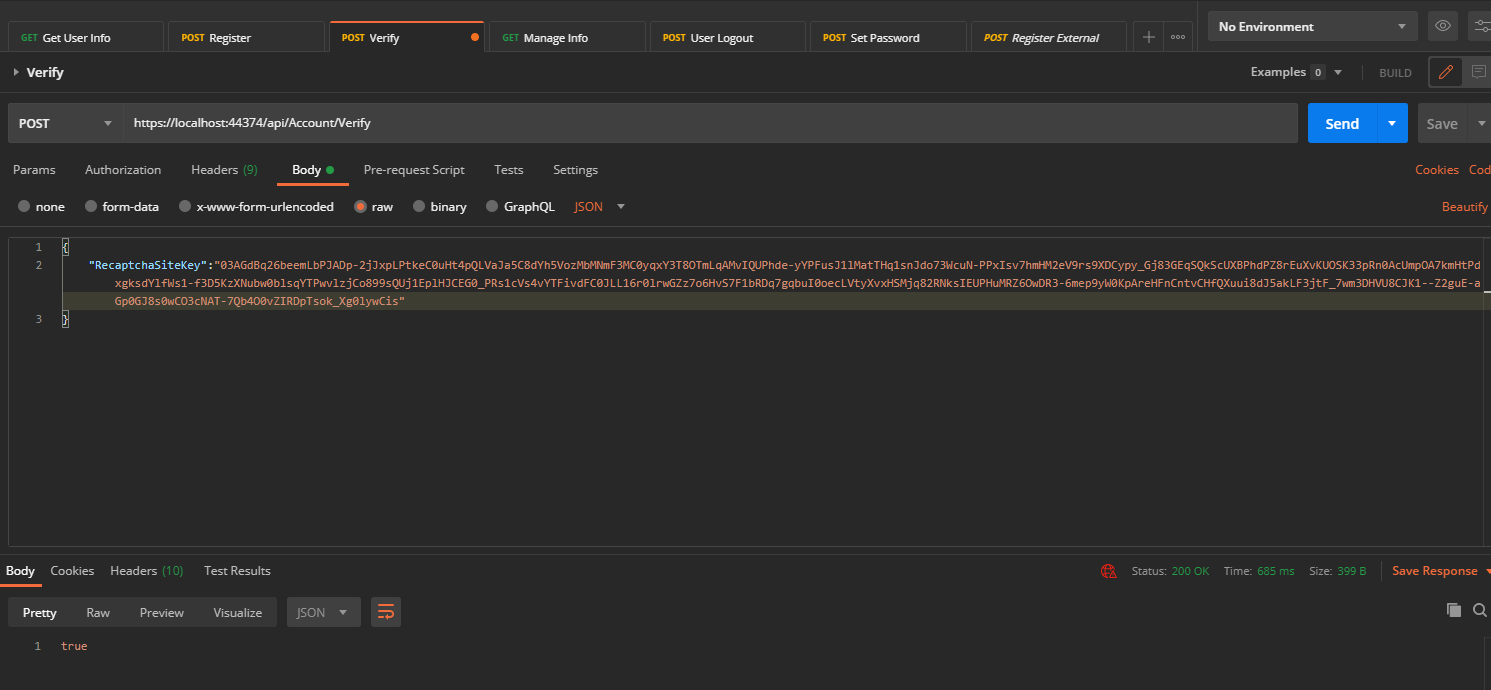 GET Get User Info POST Register POST Verify GET Manage Info POST User Logout POST Set Password POST Register External No Environment
Verify Examples 0 BUILD
POST https://localhost:44374/api/Account/Verify Send Save
Params Authorization Headers (9) Body Pre-request Script Tests Settings Cookies Cod
none form-data x-www-form-urlencoded raw binary GraphQL JSON Beautify
1 {
2 "RecaptchaSiteKey":"03AGdBq26beemLbPJADp-2jJxpLPtkeC0uHt4pQLVaJa5C8dYh5VozMbMNmF3MC0yqxY3T8OTmLqAMvIQUPhde-yYPFusJ1lMatTHq1snJdo73WcuN-PPxIsv7hmHM2eV9rs9XDCypy_Gj83GEqSQkScUXBPhdPZ8rEuXvKUOSK33pRn0AcUmpOA7kmHtPd
xgksdYlfWs1-f3D5KzXNubw0blsqYTPwvlzjCo899sQUj1EplHJCEG0_PRs1cVs4vYTFivdFC0JLL16r0lrwGZz7o6HvS7F1bRDq7gqbuI0oecLVtyXvxHSMjq82RNksIEUPHuMRZ6OwDR3-6mep9yW0KpAreHFnCntvCHfQXuui8dJ5akLF3jtF_7wm3DHVU8CJK1--Z2guE-a
Gp0GJ8s0wCO3cNAT-7Qb4O0vZIRDpTsok_Xg0lywCis"
3 }
Body Cookies Headers (10) Test Results Status: 200 OK Time: 685 ms Size: 399 B Save Response
Pretty Raw Preview Visualize JSON
1 true